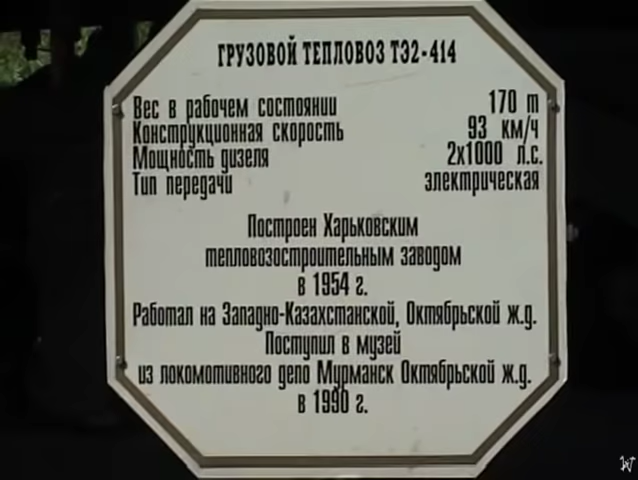 ГРУЗОВОЙ ТЕПЛОВОЗ ТЭ2-414
Вес в рабочем состоянии 170 т
Конструкционная скорость 93 км/ч
Мощность дизеля 2х1000 л.с.
Тип передачи электрическая
Построен Харьковским
тепловозостроительным заводом
в 1954 г.
Работал на Западно-Казахстанской, Октябрьской ж.д.
Поступил в музей
из локомотивного депо Мурманск Октябрьской ж.д.
в 1990 г.